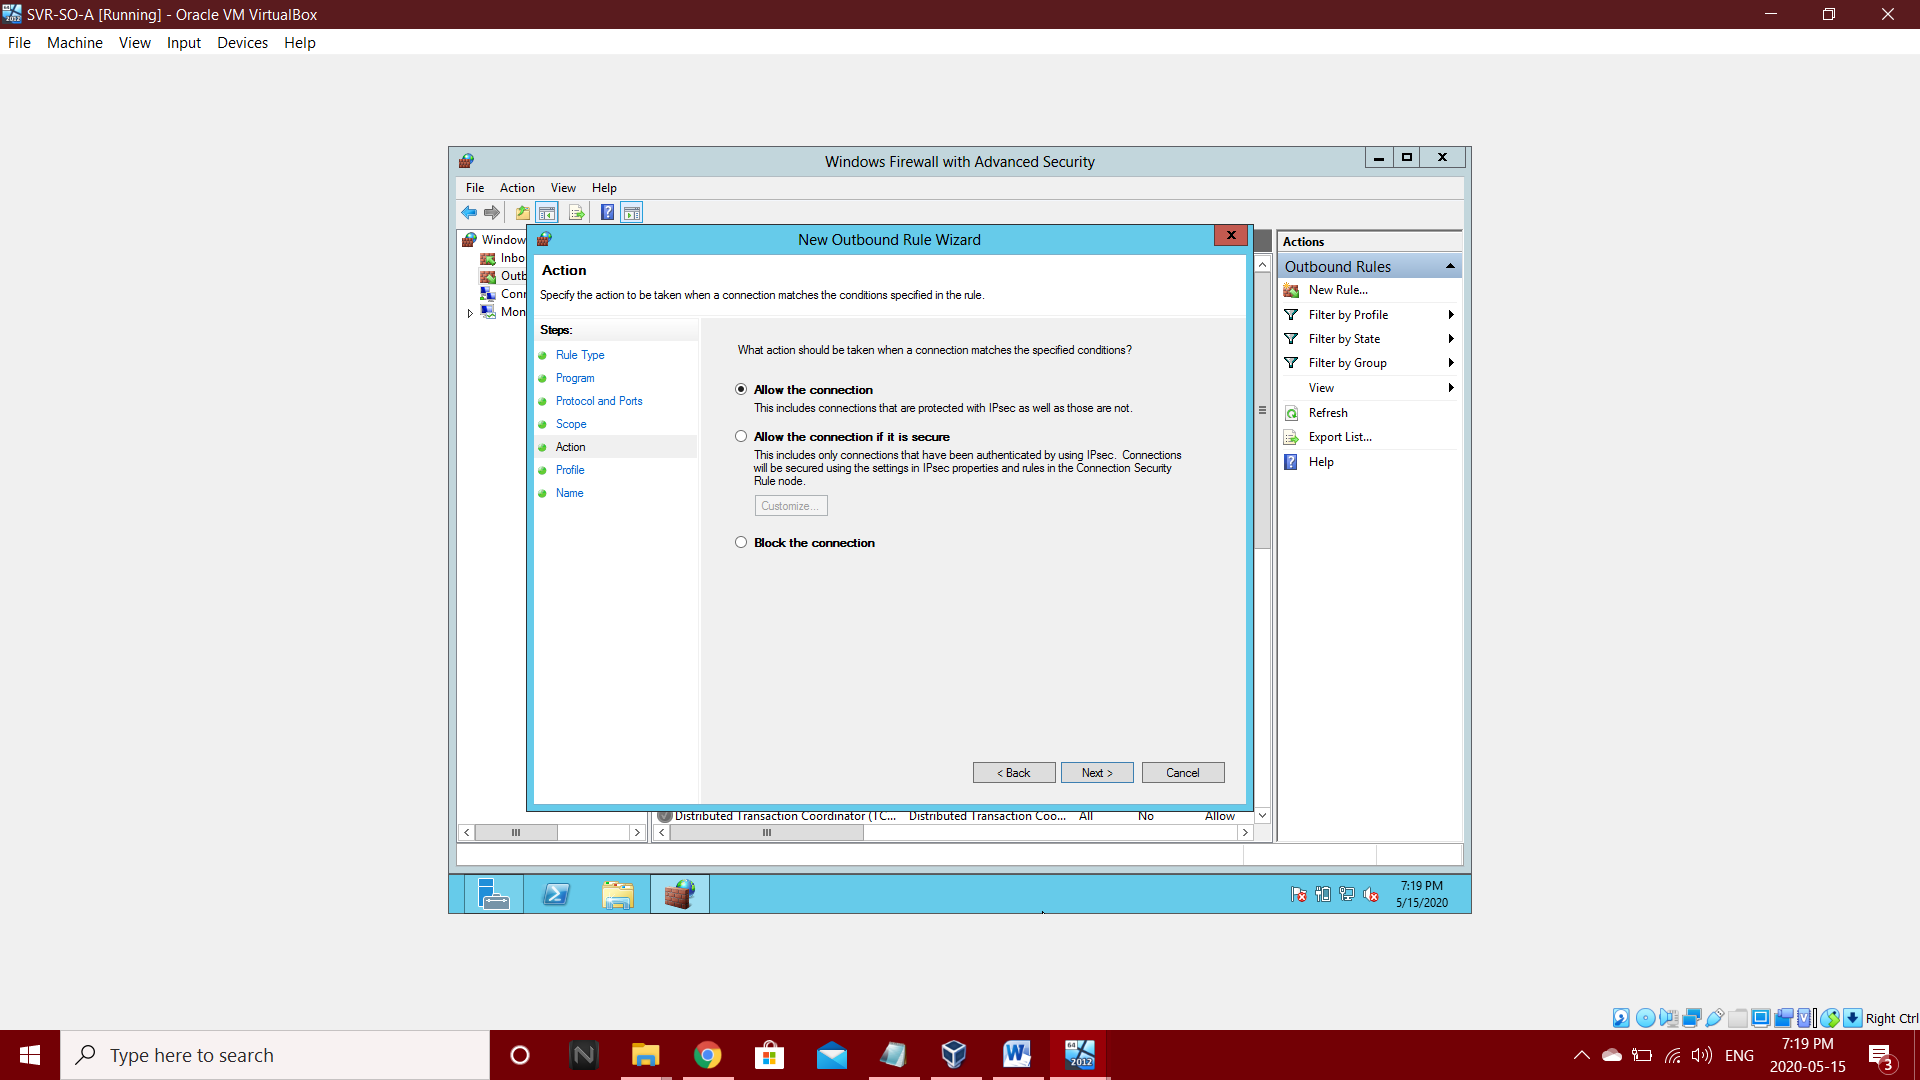 SVR-SO-A [Running] - Oracle VM VirtualBox
File Machine View Input Devices Help
Windows Firewall with Advanced Security
File Action View Help
Window
Inbo
Outb
Conn
Mon
New Outbound Rule Wizard
Action
Specify the action to be taken when a connection matches the conditions specified in the rule.
Steps:
Rule Type
Program
Protocol and Ports
Scope
Action
Profile
Name
What action should be taken when a connection matches the specified conditions?
Allow the connection
This includes connections that are protected with IPsec as well as those are not.
Allow the connection if it is secure
This includes only connections that have been authenticated by using IPsec. Connections
will be secured using the settings in IPsec properties and rules in the Connection Security
Rule node.
Customize...
Block the connection
< Back Next > Cancel
Distributed Transaction Coordinator (TC... Distributed Transaction Coo... All No Allow
Actions
Outbound Rules
New Rule...
Filter by Profile
Filter by State
Filter by Group
View
Refresh
Export List...
Help
7:19 PM
5/15/2020
Right Ctrl
Type here to search
64
2012
ENG
7:19 PM
2020-05-15
3